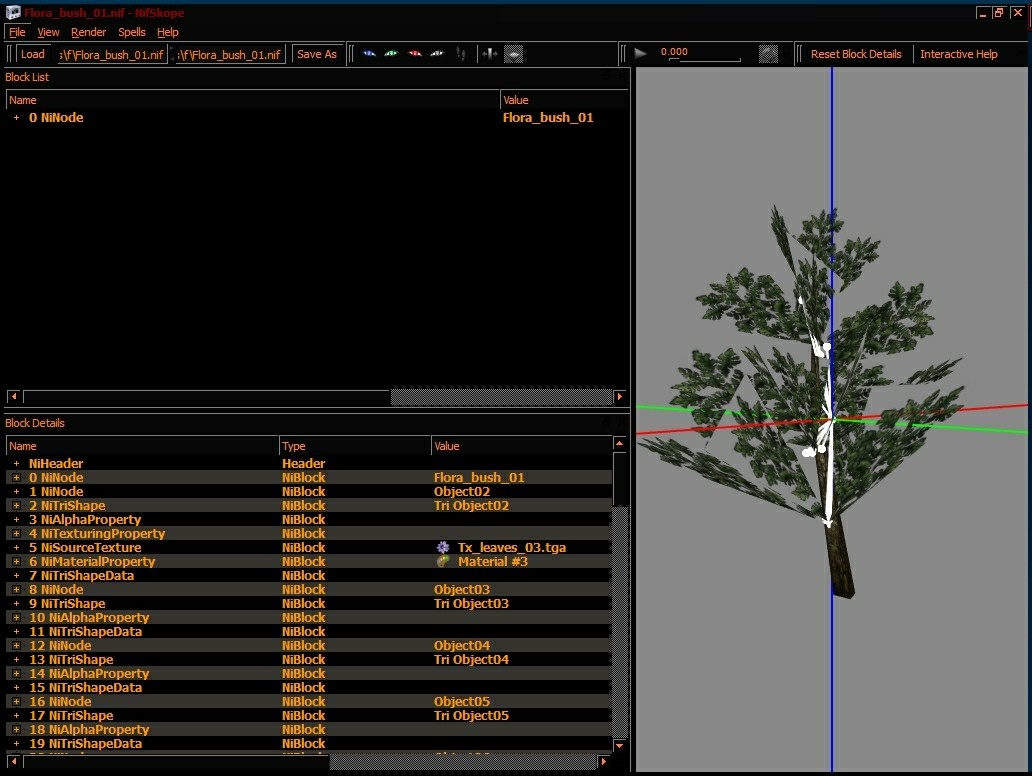 Flora_bush_01.nif - NifSkope
File View Render Spells Help
Load ;\f\Flora_bush_01.nif ;\f\Flora_bush_01.nif Save As 0.000 Reset Block Details Interactive Help
Block List
Name Value
0 NiNode Flora_bush_01
Block Details
Name Type Value
NiHeader Header
0 NiNode NiBlock Flora_bush_01
1 NiNode NiBlock Object02
2 NiTriShape NiBlock Tri Object02
3 NiAlphaProperty NiBlock
4 NiTexturingProperty NiBlock
5 NiSourceTexture NiBlock Tx_leaves_03.tga
6 NiMaterialProperty NiBlock Material #3
7 NiTriShapeData NiBlock
8 NiNode NiBlock Object03
9 NiTriShape NiBlock Tri Object03
10 NiAlphaProperty NiBlock
11 NiTriShapeData NiBlock
12 NiNode NiBlock Object04
13 NiTriShape NiBlock Tri Object04
14 NiAlphaProperty NiBlock
15 NiTriShapeData NiBlock
16 NiNode NiBlock Object05
17 NiTriShape NiBlock Tri Object05
18 NiAlphaProperty NiBlock
19 NiTriShapeData NiBlock